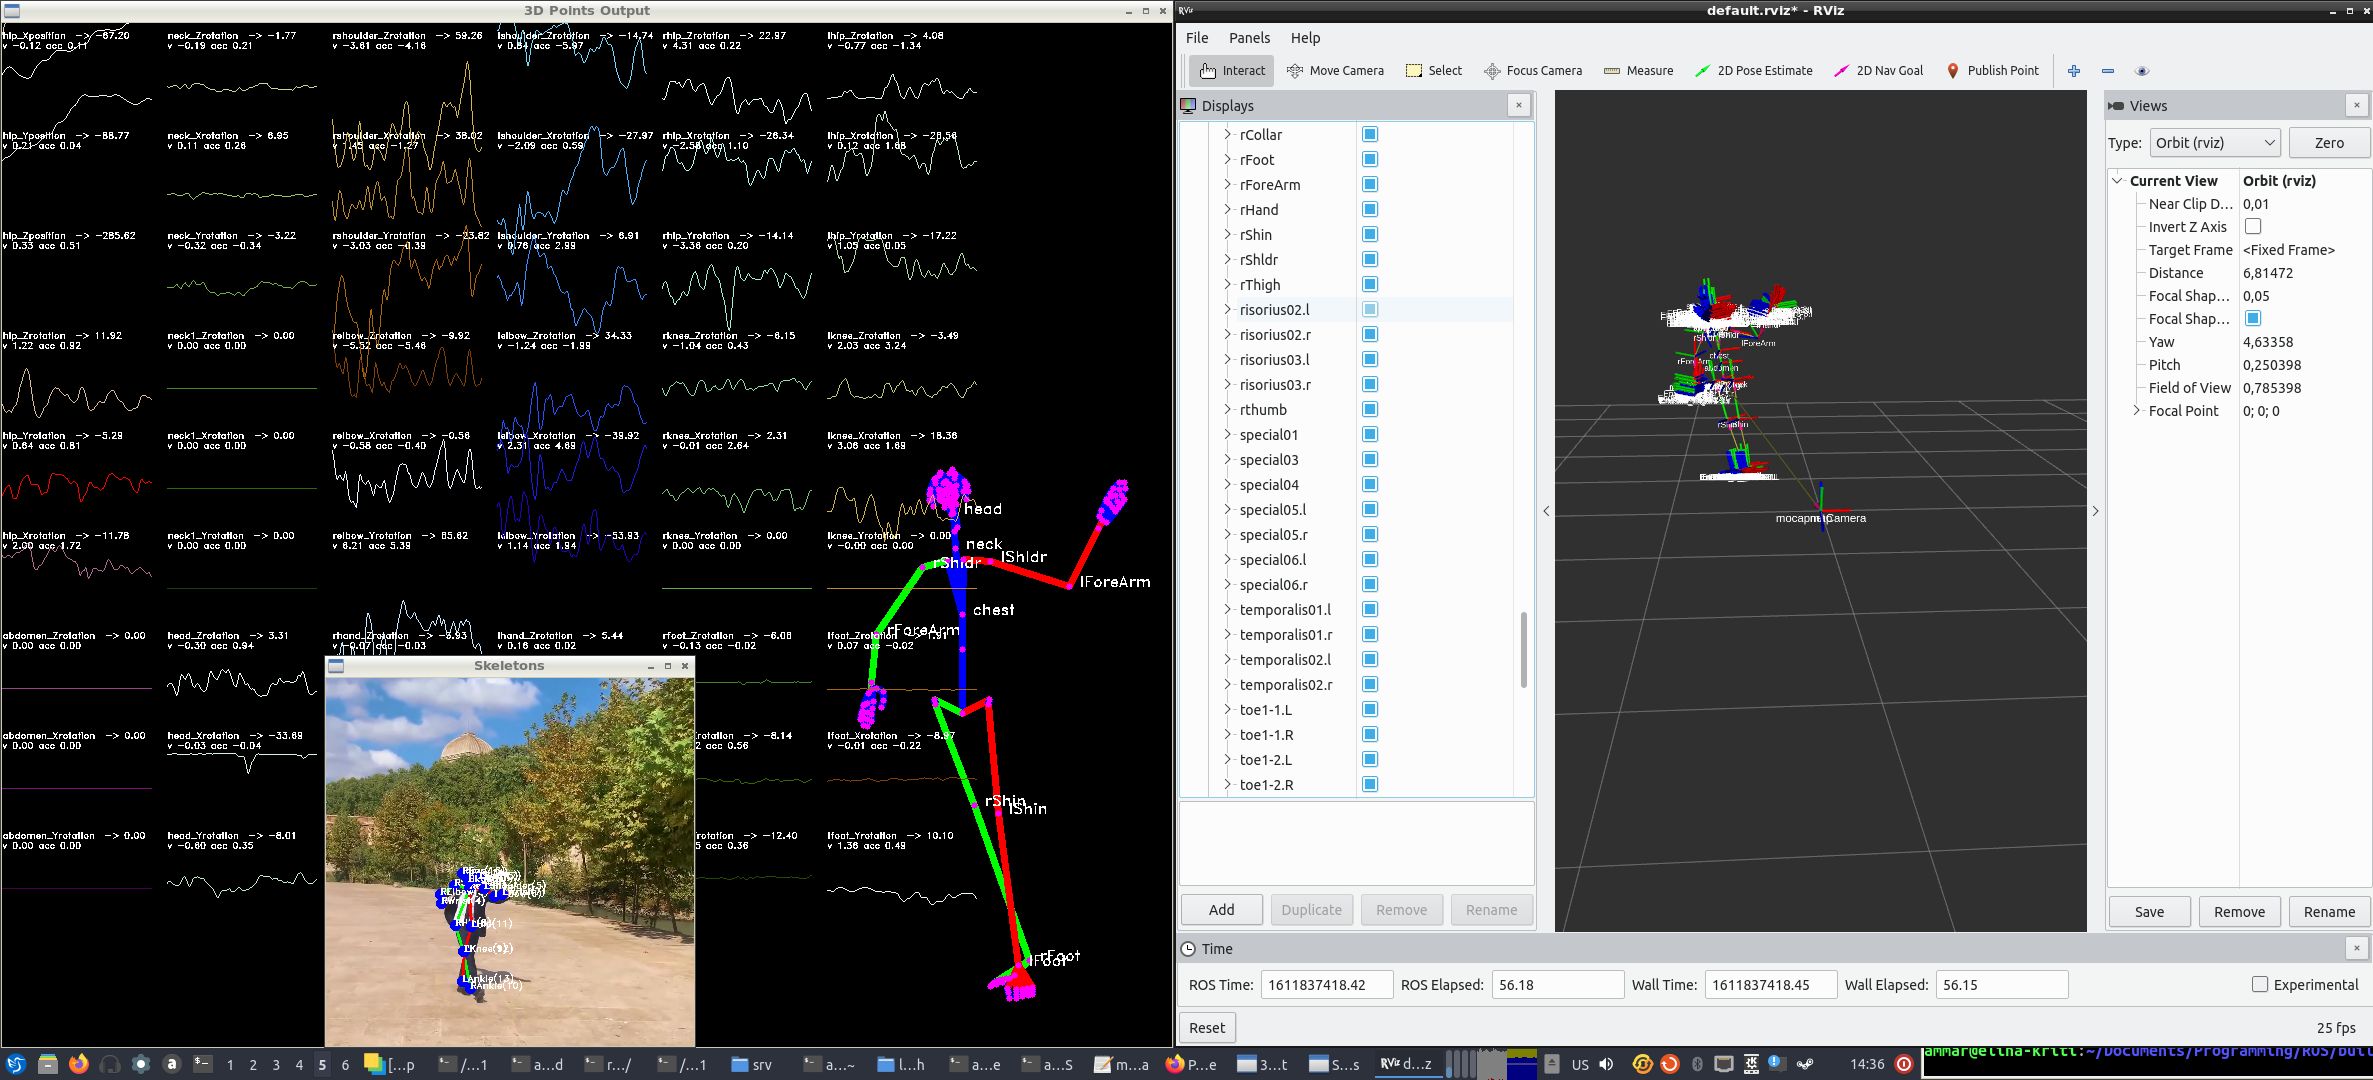 3D Points Output
hip_Xposition -> -67.20
v -0.12 acc 0.11
neck_Zrotation -> -1.77
v -0.19 acc 0.21
rshoulder_Zrotation -> 59.26
v -3.61 acc -4.16
lshoulder_Zrotation -> -14.74
v 0.84 acc -5.97
rhip_Zrotation -> 22.97
v 4.31 acc 0.22
lhip_Zrotation -> 4.08
v -0.77 acc -1.34
hip_Yposition -> -88.77
v 0.21 acc 0.04
neck_Xrotation -> 6.95
v 0.11 acc 0.26
rshoulder_Xrotation -> 38.02
v 1.45 acc -1.27
lshoulder_Xrotation -> -27.97
v -2.09 acc 0.59
rhip_Xrotation -> -26.34
v -2.58 acc 1.10
lhip_Xrotation -> -26.56
v 0.12 acc 1.68
hip_Zposition -> -285.62
v 0.33 acc 0.51
neck_Yrotation -> -3.22
v -0.32 acc -0.34
rshoulder_Yrotation -> -23.82
v -3.03 acc -0.39
lshoulder_Yrotation -> 6.91
v 0.76 acc 2.99
rhip_Yrotation -> -14.14
v -3.36 acc 0.20
lhip_Yrotation -> -17.22
v 1.05 acc 0.05
hip_Zrotation -> 11.92
v 1.22 acc 0.92
neck1_Zrotation -> 0.00
v 0.00 acc 0.00
relbow_Zrotation -> -9.92
v -5.52 acc -5.46
lelbow_Zrotation -> 34.33
v -1.24 acc -1.99
rknee_Zrotation -> -6.15
v -1.04 acc 0.43
lknee_Zrotation -> -3.49
v 2.03 acc 3.24
hip_Yrotation -> -5.29
v 0.64 acc 0.81
neck1_Xrotation -> 0.00
v 0.00 acc 0.00
relbow_Xrotation -> -0.56
v -0.58 acc -0.40
lelbow_Xrotation -> -39.92
v 2.31 acc 4.69
rknee_Xrotation -> 2.31
v -0.01 acc 2.64
lknee_Xrotation -> 18.36
v 3.06 acc 1.69
hip_Xrotation -> -11.78
v 2.00 acc 1.72
neck1_Yrotation -> 0.00
v 0.00 acc 0.00
relbow_Yrotation -> 85.62
v 6.21 acc 5.39
lelbow_Yrotation -> -53.93
v 1.14 acc 1.94
rknee_Yrotation -> 0.00
v 0.00 acc 0.00
lknee_Yrotation -> 0.00
v -0.00 acc 0.00
abdomen_Zrotation -> 0.00
v 0.00 acc 0.00
head_Zrotation -> 3.31
v -0.30 acc 0.94
rhand_Zrotation -> -8.93
v -0.07 acc -0.03
lhand_Zrotation -> 5.44
v 0.16 acc 0.02
rfoot_Zrotation -> -6.08
v -0.13 acc -0.02
lfoot_Zrotation
v 0.07 acc -0.02
abdomen_Xrotation -> 0.00
v 0.00 acc 0.00
head_Xrotation -> -33.69
v -0.03 acc -0.04
-> -8.14
acc 0.56
lfoot_Xrotation -> -8.97
v -0.01 acc -0.22
abdomen_Yrotation -> 0.00
v 0.00 acc 0.00
head_Yrotation -> -8.01
v -0.60 acc 0.35
-> -12.40
acc 0.36
lfoot_Yrotation -> 10.10
v 1.36 acc 0.49
head
neck
rShldr
lShldr
lForeArm
chest
rForeArm
rShin
lShin
rFoot
lFoot
Skeletons
LKnee(12)
LAnkle(13)
RAnkle(10)
default.rviz* - RViz
File Panels Help
Interact Move Camera Select Focus Camera Measure 2D Pose Estimate 2D Nav Goal Publish Point
Displays
rCollar
rFoot
rForeArm
rHand
rShin
rShldr
rThigh
risorius02.l
risorius02.r
risorius03.l
risorius03.r
rthumb
special01
special03
special04
special05.l
special05.r
special06.l
special06.r
temporalis01.l
temporalis01.r
temporalis02.l
temporalis02.r
toe1-1.L
toe1-1.R
toe1-2.L
toe1-2.R
Add Duplicate Remove Rename
lForeArm
Views
Type: Orbit (rviz) Zero
Current View Orbit (rviz)
Near Clip D... 0,01
Invert Z Axis
Target Frame <Fixed Frame>
Distance 6,81472
Focal Shap... 0,05
Focal Shap...
Yaw 4,63358
Pitch 0,250398
Field of View 0,785398
Focal Point 0; 0; 0
Save Remove Rename
Time
ROS Time: 1611837418.42 ROS Elapsed: 56.18 Wall Time: 1611837418.45 Wall Elapsed: 56.15 Experimental
Reset 25 fps
1 2 3 4 5 6 [...p /...1 a...d r.../ /...1 srv a...~ l...h a...e a...S m...a P...e 3...t S...s RViz d...z US 14:36
ammar@elina-kriti:~/Documents/Programming/ROS/buil